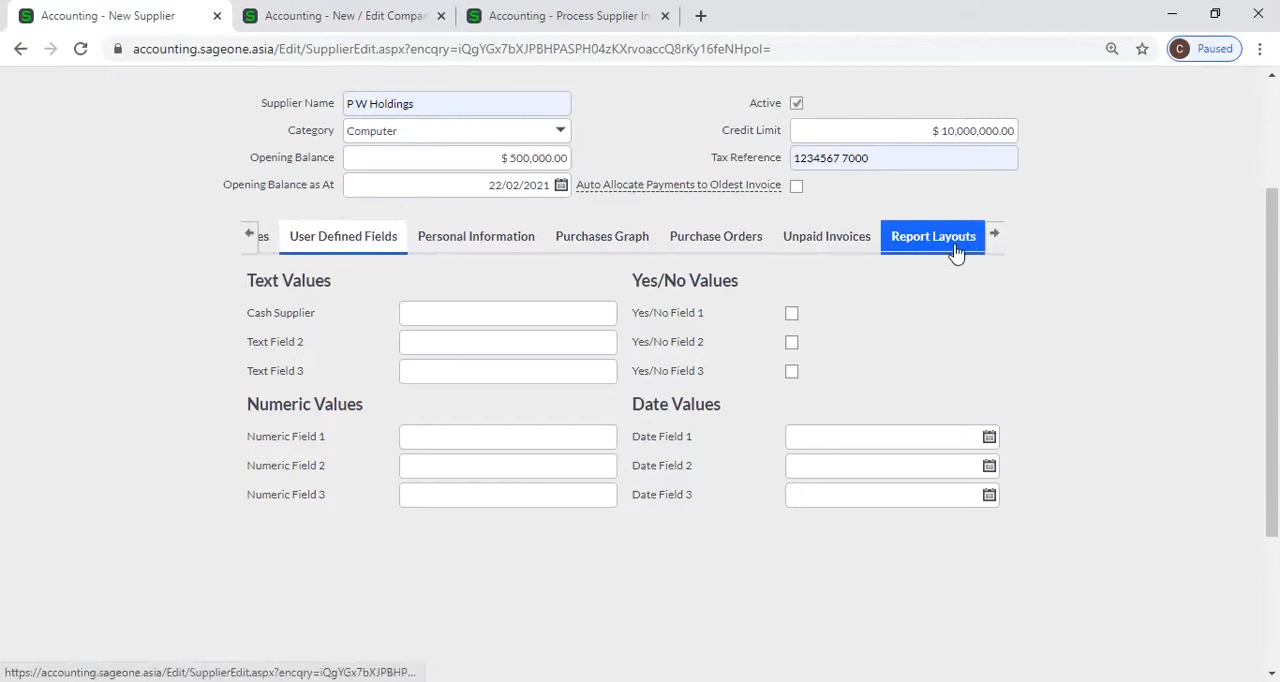 Accounting - New Supplier
Accounting - New / Edit Compa
Accounting - Process Supplier In
accounting.sageone.asia/Edit/SupplierEdit.aspx?encqry=iQgYGx7bXJPBHPASPH04zKXrvoaccQ8rKy16feNHpoI=
C Paused
Supplier Name P W Holdings Active
Category Computer Credit Limit $ 10,000,000.00
Opening Balance $ 500,000.00 Tax Reference 1234567 7000
Opening Balance as At 22/02/2021 Auto Allocate Payments to Oldest Invoice
es User Defined Fields Personal Information Purchases Graph Purchase Orders Unpaid Invoices Report Layouts
Text Values Yes/No Values
Cash Supplier Yes/No Field 1
Text Field 2 Yes/No Field 2
Text Field 3 Yes/No Field 3
Numeric Values Date Values
Numeric Field 1 Date Field 1
Numeric Field 2 Date Field 2
Numeric Field 3 Date Field 3
https://accounting.sageone.asia/Edit/SupplierEdit.aspx?encqry=iQgYGx7bXJPBHP...